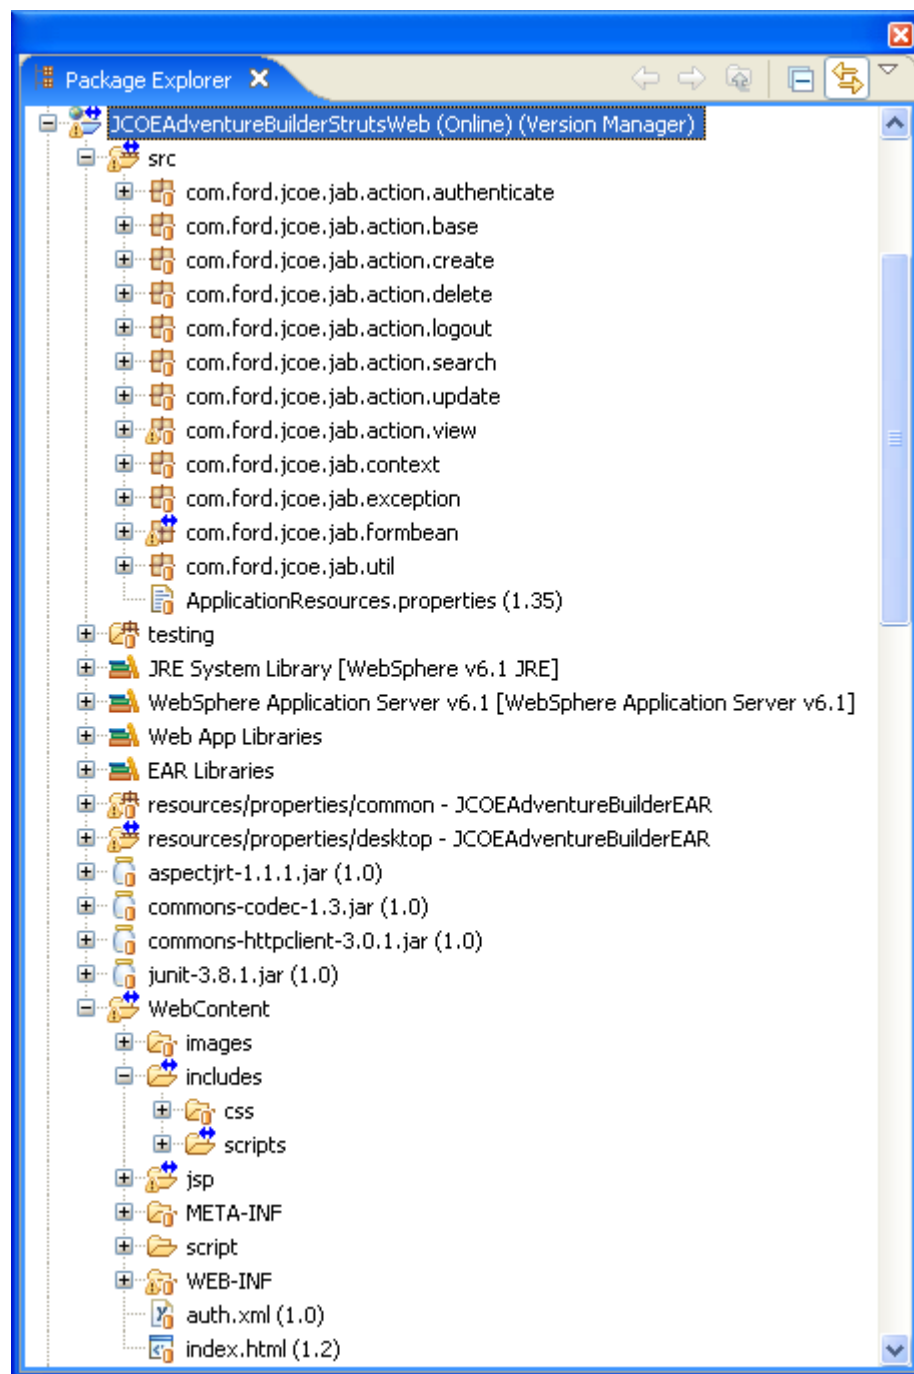 Package Explorer
JCOEAdventureBuilderStrutsWeb (Online) (Version Manager)
src
com.ford.jcoe.jab.action.authenticate
com.ford.jcoe.jab.action.base
com.ford.jcoe.jab.action.create
com.ford.jcoe.jab.action.delete
com.ford.jcoe.jab.action.logout
com.ford.jcoe.jab.action.search
com.ford.jcoe.jab.action.update
com.ford.jcoe.jab.action.view
com.ford.jcoe.jab.context
com.ford.jcoe.jab.exception
com.ford.jcoe.jab.formbean
com.ford.jcoe.jab.util
ApplicationResources.properties (1.35)
testing
JRE System Library [WebSphere v6.1 JRE]
WebSphere Application Server v6.1 [WebSphere Application Server v6.1]
Web App Libraries
EAR Libraries
resources/properties/common - JCOEAdventureBuilderEAR
resources/properties/desktop - JCOEAdventureBuilderEAR
aspectjrt-1.1.1.jar (1.0)
commons-codec-1.3.jar (1.0)
commons-httpclient-3.0.1.jar (1.0)
junit-3.8.1.jar (1.0)
WebContent
images
includes
css
scripts
jsp
META-INF
script
WEB-INF
auth.xml (1.0)
index.html (1.2)